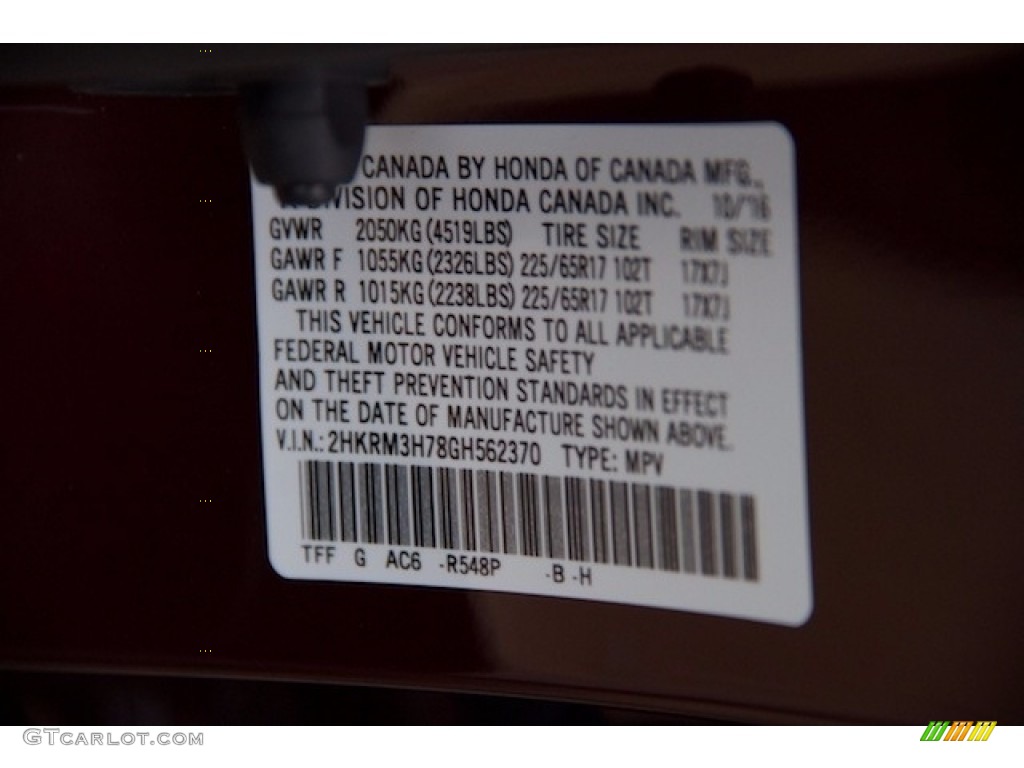 CANADA BY HONDA OF CANADA MFG.,
DIVISION OF HONDA CANADA INC. 10/16
GVWR 2050KG (4519LBS) TIRE SIZE RIM SIZE
GAWR F 1055KG (2326LBS) 225/65R17 102T 17X7J
GAWR R 1015KG (2238LBS) 225/65R17 102T 17X7J
THIS VEHICLE CONFORMS TO ALL APPLICABLE
FEDERAL MOTOR VEHICLE SAFETY
AND THEFT PREVENTION STANDARDS IN EFFECT
ON THE DATE OF MANUFACTURE SHOWN ABOVE.
V.I.N.: 2HKRM3H78GH562370 TYPE: MPV
TFF G AC6 -R548P -B -H
GTCARLOT.COM